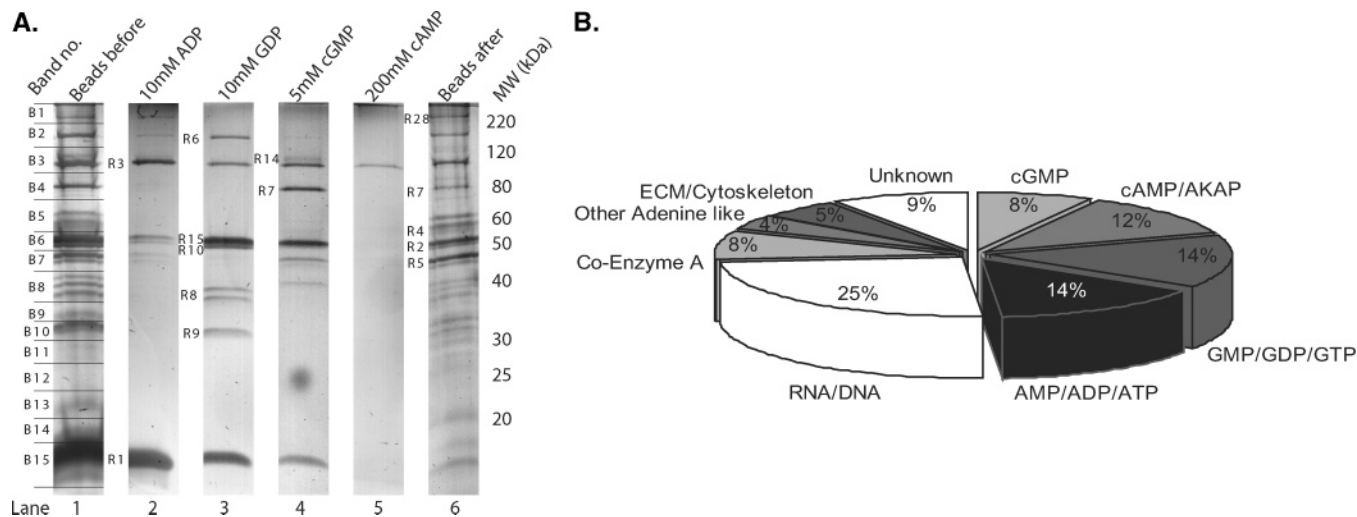 A.
Band no.
Beads before
10mM ADP
10mM GDP
5mM cGMP
200mM cAMP
Beads after
MW (kDa)
B1
B2
B3
B4
B5
B6
B7
B8
B9
B10
B11
B12
B13
B14
B15
R3
R1
R6
R15
R10
R8
R9
R14
R7
R28
R7
R4
R2
R5
220
120
80
60
50
40
30
25
20
Lane 1 2 3 4 5 6
B.
Unknown
9%
cGMP
8%
cAMP/AKAP
12%
14%
GMP/GDP/GTP
14%
AMP/ADP/ATP
25%
RNA/DNA
8%
Co-Enzyme A
4%
Other Adenine like
5%
ECM/Cytoskeleton